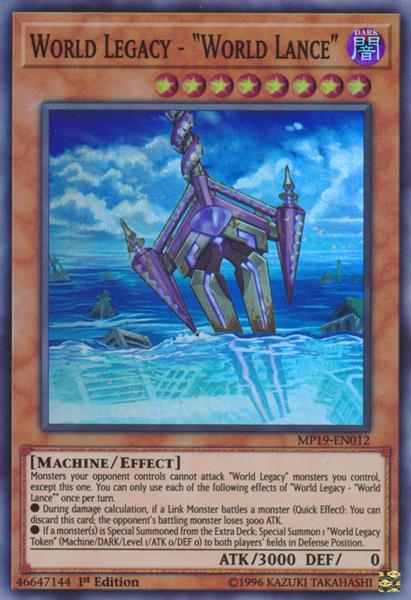 World Legacy - "World Lance"
DARK
闇
MP19-EN012
[Machine/Effect]
Monsters your opponent controls cannot attack "World Legacy" monsters you control,
except this one. You can only use each of the following effects of "World Legacy - "World
Lance"" once per turn.
● During damage calculation, if a Link Monster battles a monster (Quick Effect): You can
discard this card; the opponent's battling monster loses 3000 ATK.
● If a monster(s) is Special Summoned from the Extra Deck: Special Summon 1 "World Legacy
Token" (Machine/DARK/Level 1/ATK 0/DEF 0) to both players' fields in Defense Position.
ATK/3000 DEF/ 0
46647144 1st Edition ©1996 KAZUKI TAKAHASHI